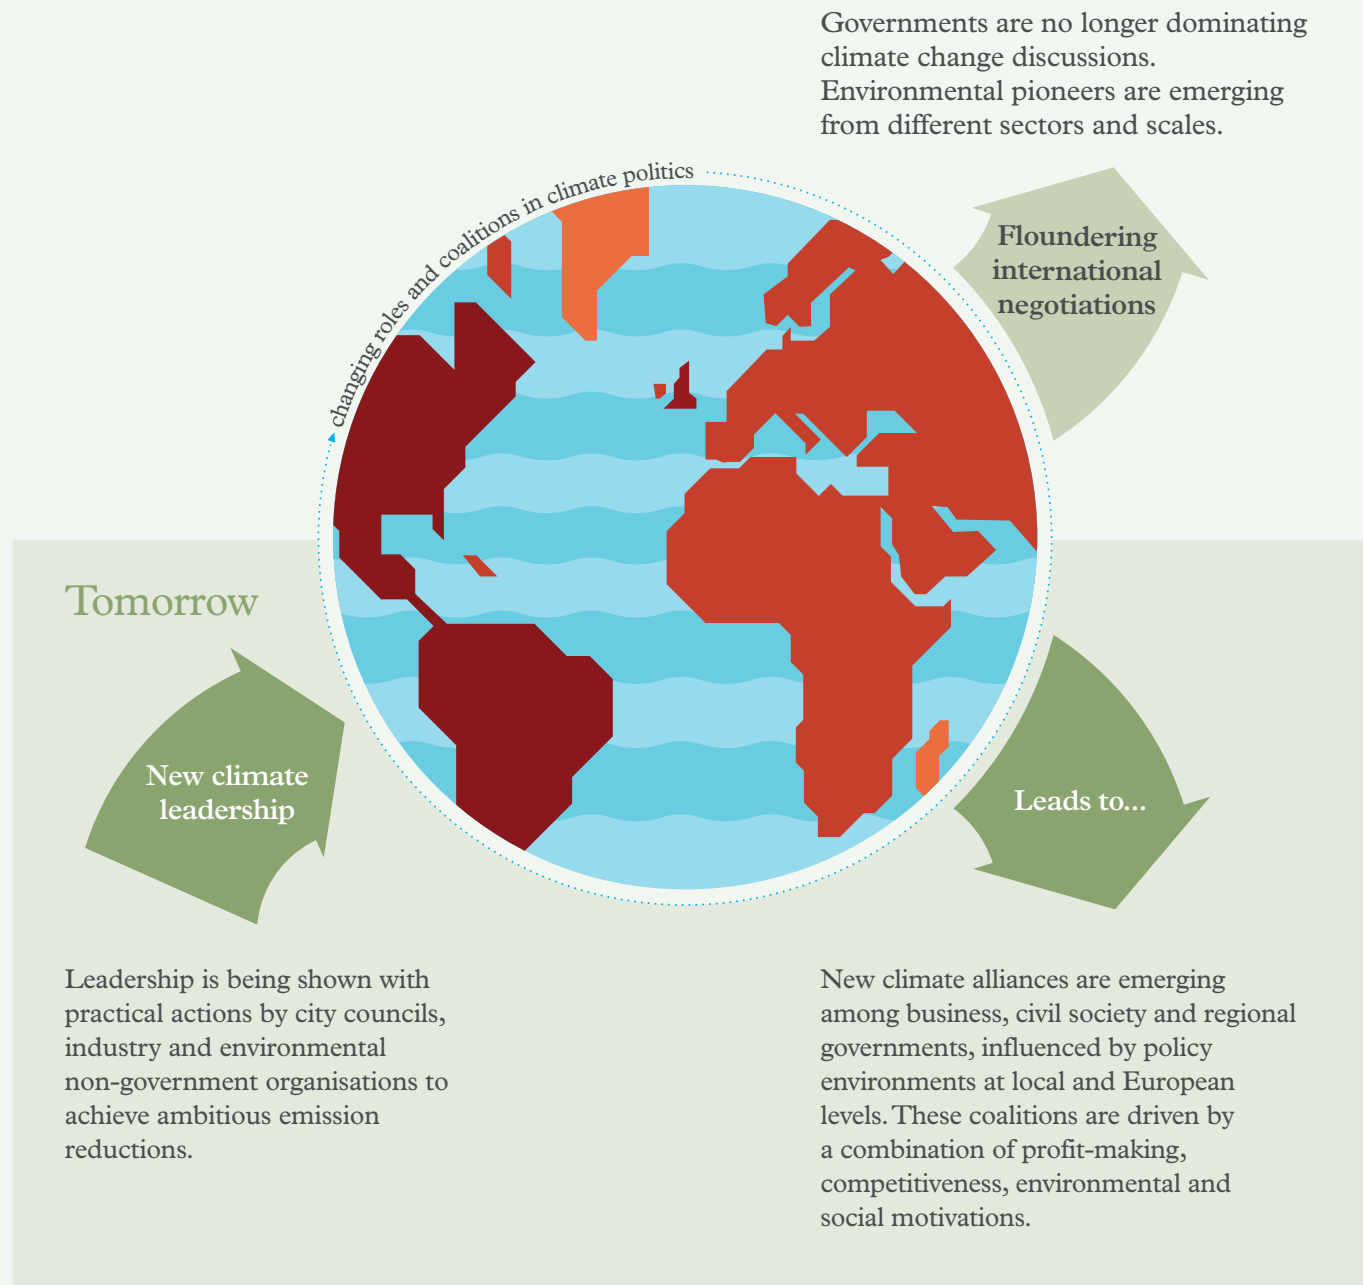 Governments are no longer dominating
climate change discussions.
Environmental pioneers are emerging
from different sectors and scales.
changing roles and coalitions in climate politics
Floundering
international
negotiations
Tomorrow
New climate
leadership
Leads to...
Leadership is being shown with
practical actions by city councils,
industry and environmental
non-government organisations to
achieve ambitious emission
reductions.
New climate alliances are emerging
among business, civil society and regional
governments, influenced by policy
environments at local and European
levels. These coalitions are driven by
a combination of profit-making,
competitiveness, environmental and
social motivations.